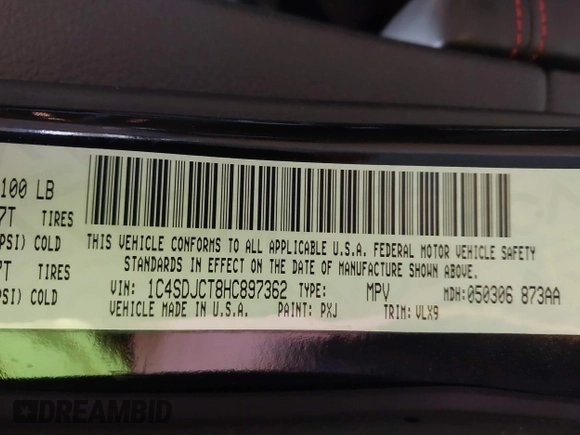 100 LB
7T TIRES
PSI) COLD
7T TIRES
PSI) COLD
THIS VEHICLE CONFORMS TO ALL APPLICABLE U.S.A. FEDERAL MOTOR VEHICLE SAFETY
STANDARDS IN EFFECT ON THE DATE OF MANUFACTURE SHOWN ABOVE.
VIN: 1C4SDJCT8HC897362 TYPE: MPV MDH:050306 873AA
VEHICLE MADE IN U.S.A. PAINT: PXJ TRIM: VLX9
DREAMBID